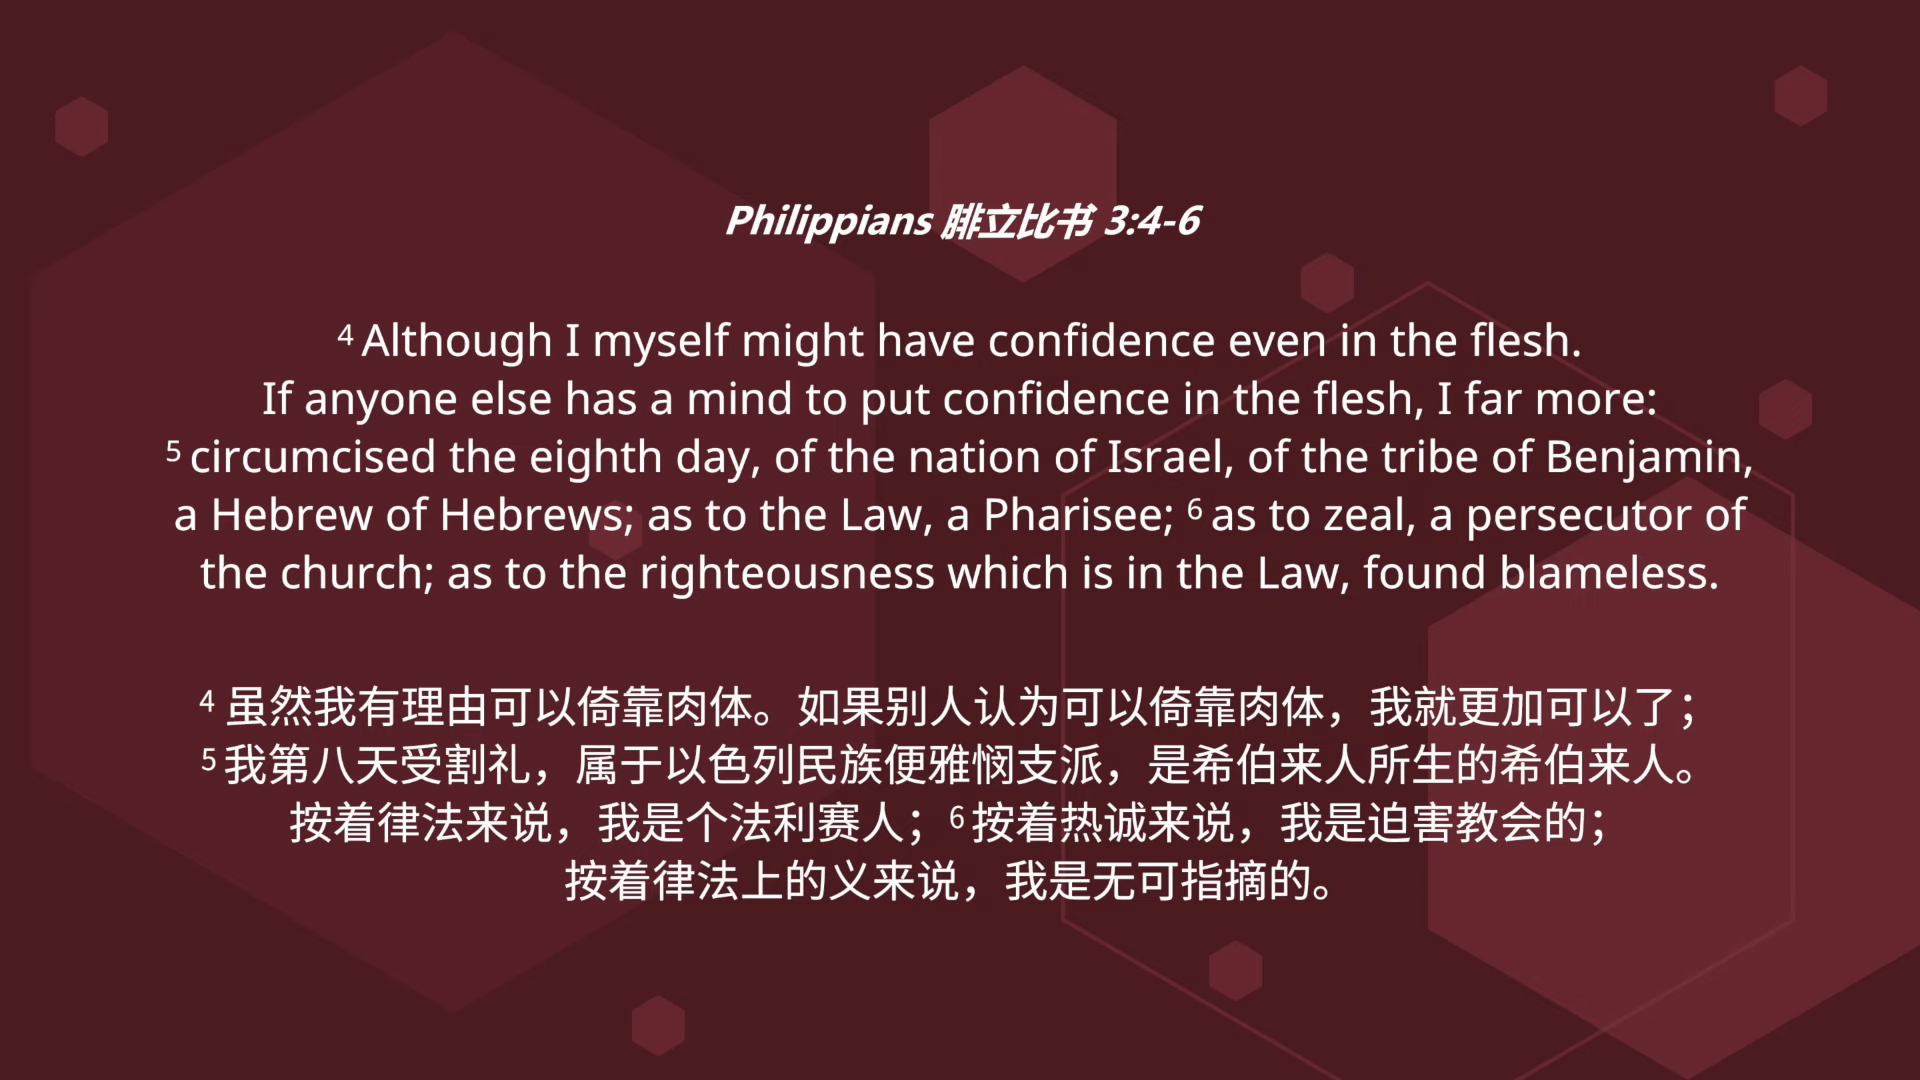 Philippians 腓立比书 3:4-6
4 Although I myself might have confidence even in the flesh.
If anyone else has a mind to put confidence in the flesh, I far more:
5 circumcised the eighth day, of the nation of Israel, of the tribe of Benjamin,
a Hebrew of Hebrews; as to the Law, a Pharisee; 6 as to zeal, a persecutor of
the church; as to the righteousness which is in the Law, found blameless.
4 虽然我有理由可以倚靠肉体。如果别人认为可以倚靠肉体，我就更加可以了；
5 我第八天受割礼，属于以色列民族便雅悯支派，是希伯来人所生的希伯来人。
按着律法来说，我是个法利赛人；6 按着热诚来说，我是迫害教会的；
按着律法上的义来说，我是无可指摘的。